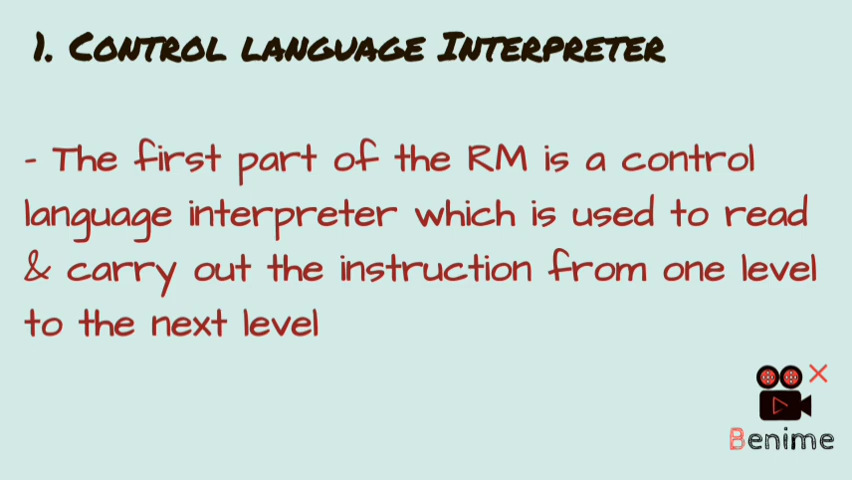 1. Control language Interpreter
- The first part of the RM is a control
language interpreter which is used to read
& carry out the instruction from one level
to the next level
Benime